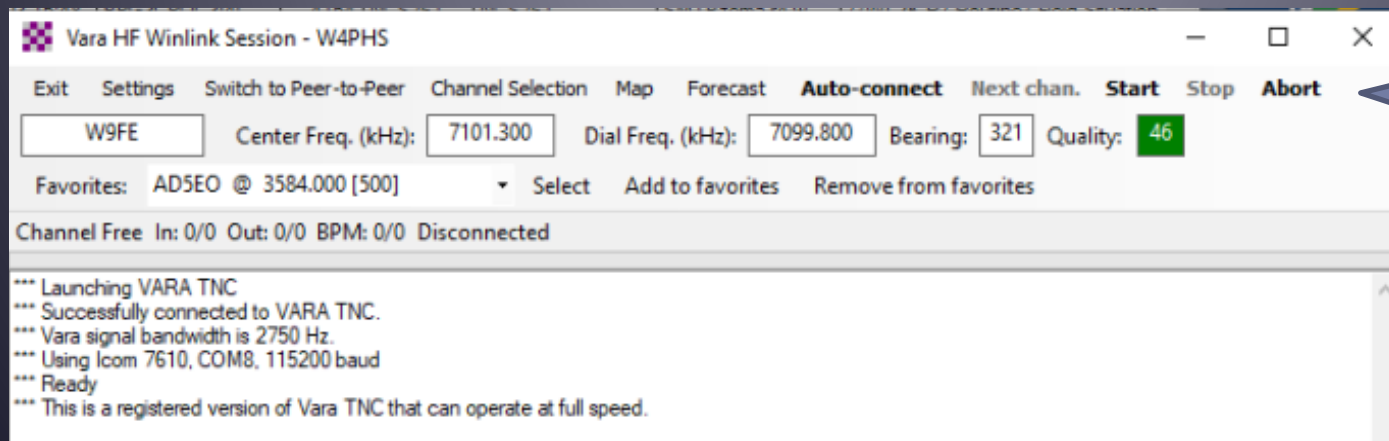 Vara HF Winlink Session - W4PHS
Exit Settings Switch to Peer-to-Peer Channel Selection Map Forecast Auto-connect Next chan. Start Stop Abort
W9FE Center Freq. (kHz): 7101.300 Dial Freq. (kHz): 7099.800 Bearing: 321 Quality: 46
Favorites: AD5EO @ 3584.000 [500] Select Add to favorites Remove from favorites
Channel Free In: 0/0 Out: 0/0 BPM: 0/0 Disconnected
*** Launching VARA TNC
*** Successfully connected to VARA TNC.
*** Vara signal bandwidth is 2750 Hz.
*** Using Icom 7610, COM8, 115200 baud
*** Ready
*** This is a registered version of Vara TNC that can operate at full speed.